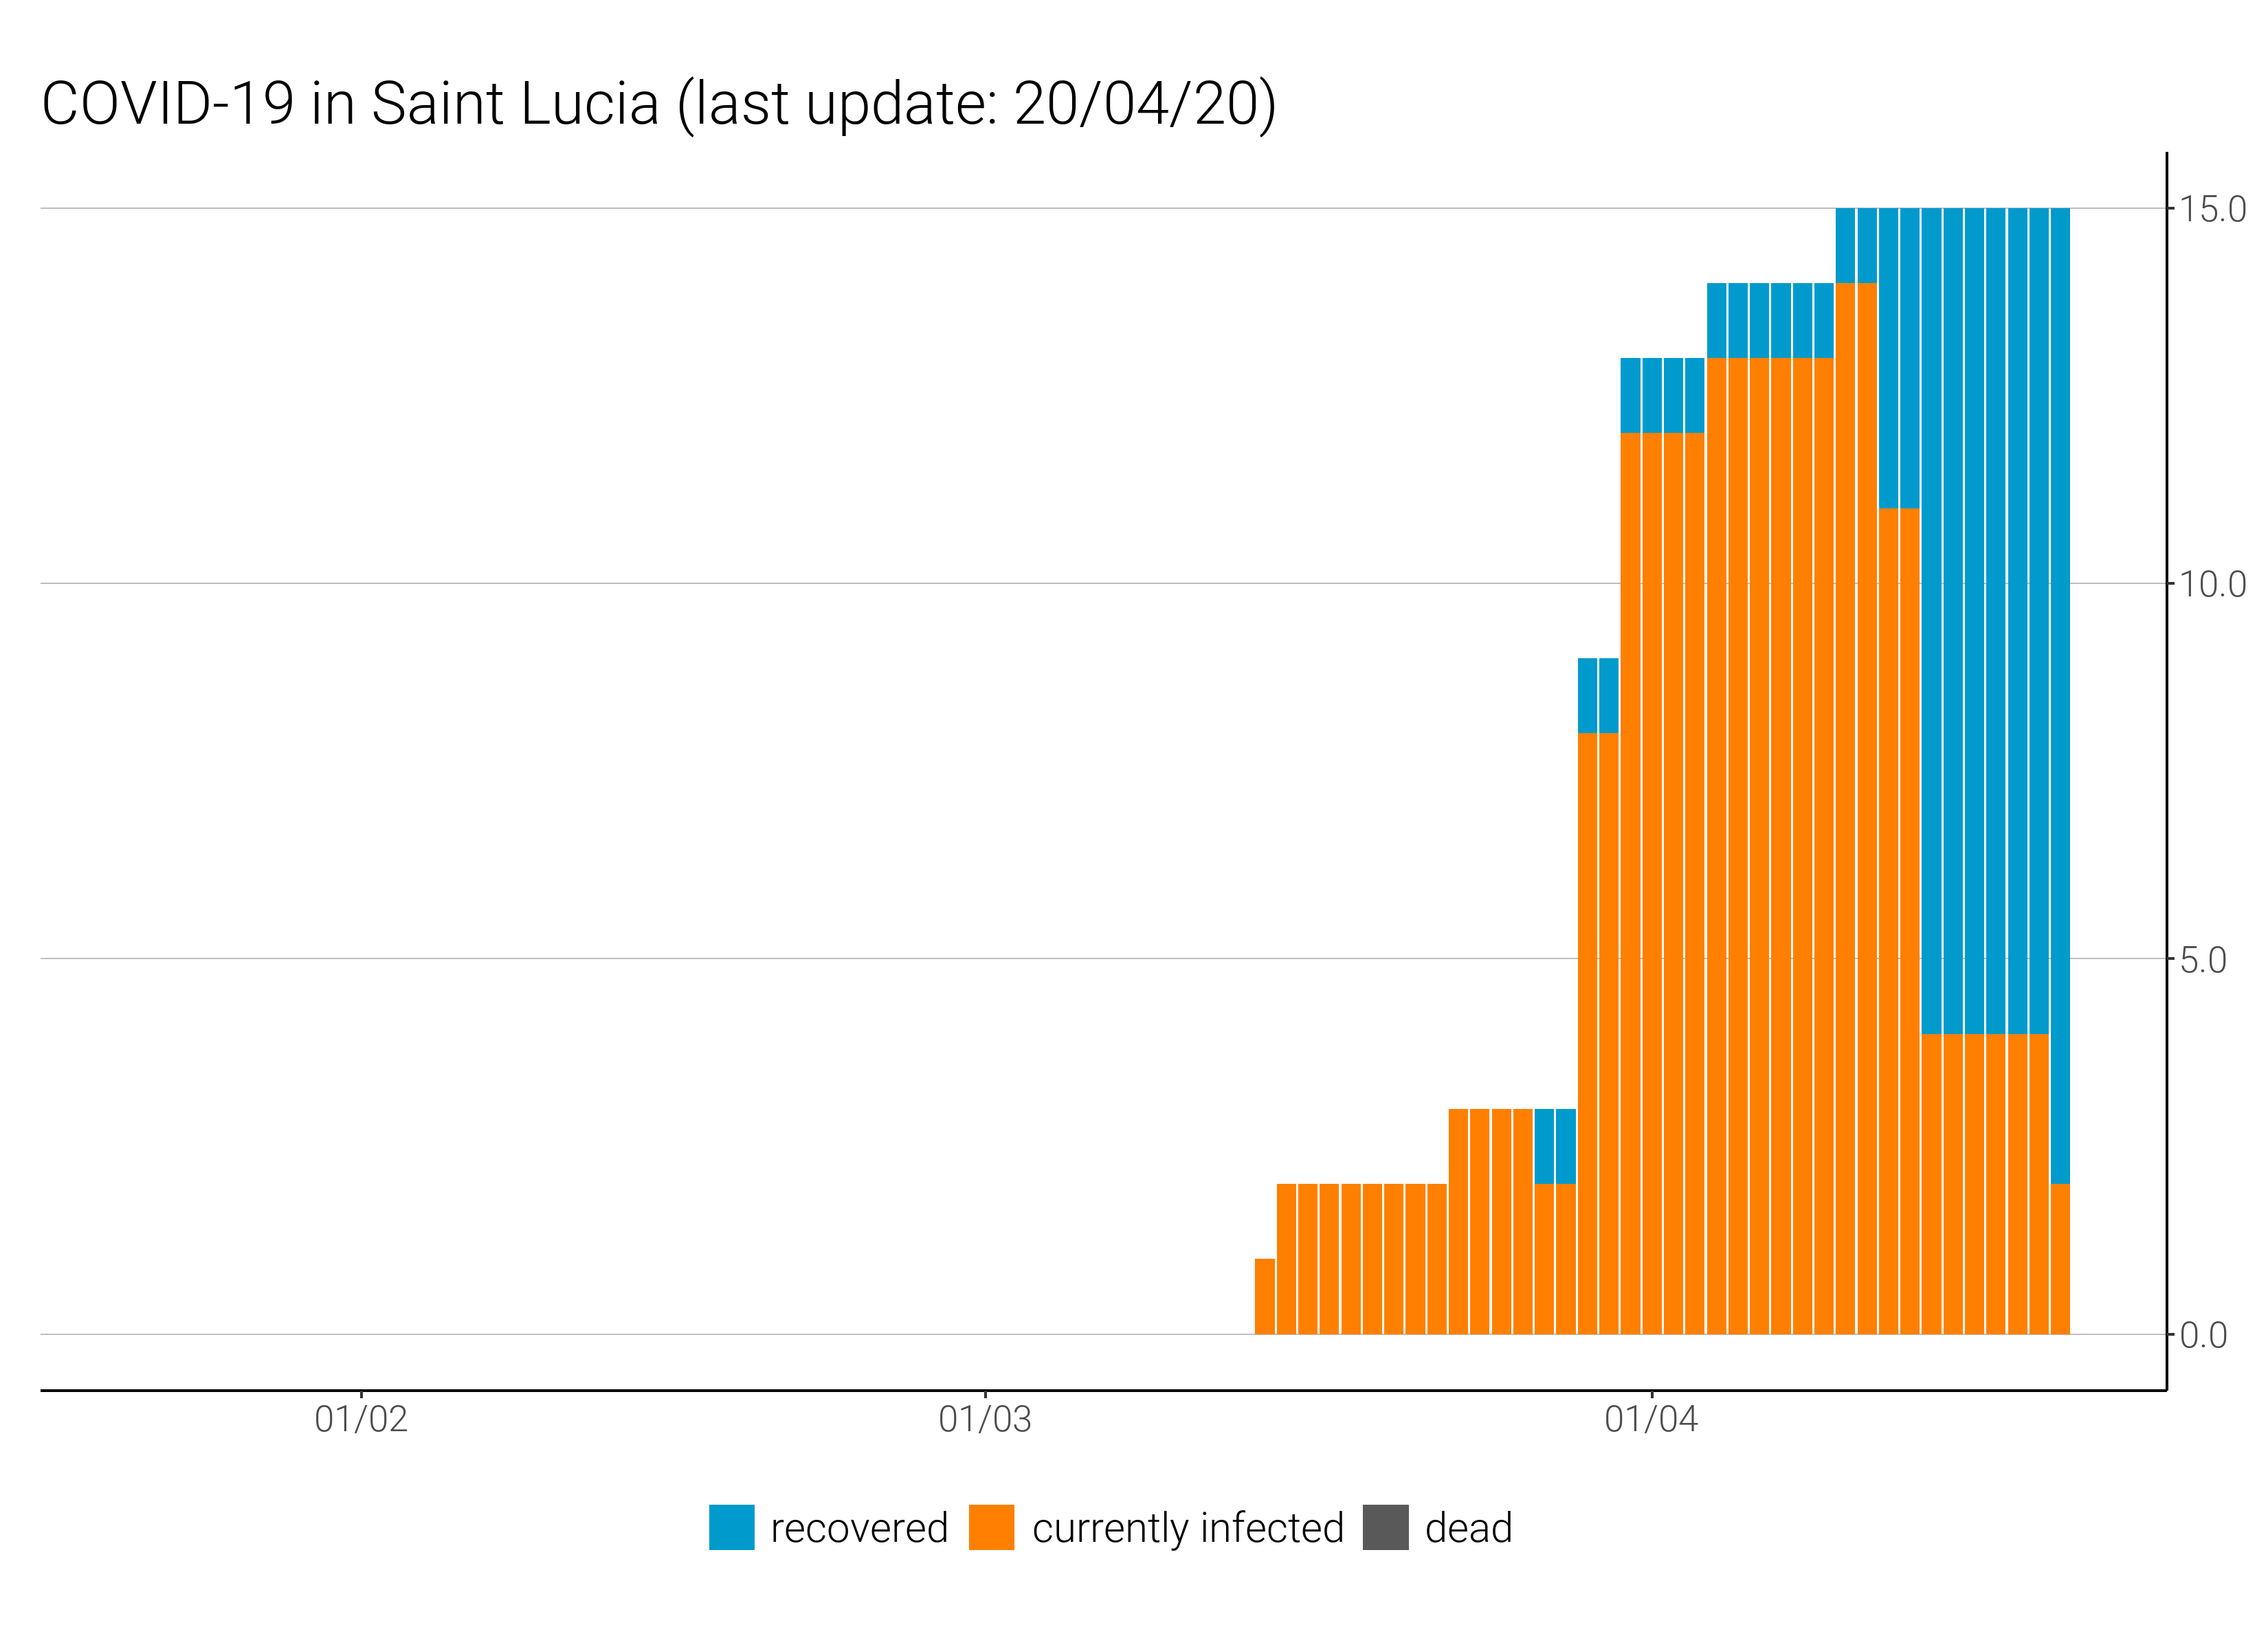 COVID-19 in Saint Lucia (last update: 20/04/20)
15.0
10.0
5.0
0.0
01/02 01/03 01/04
recovered currently infected dead